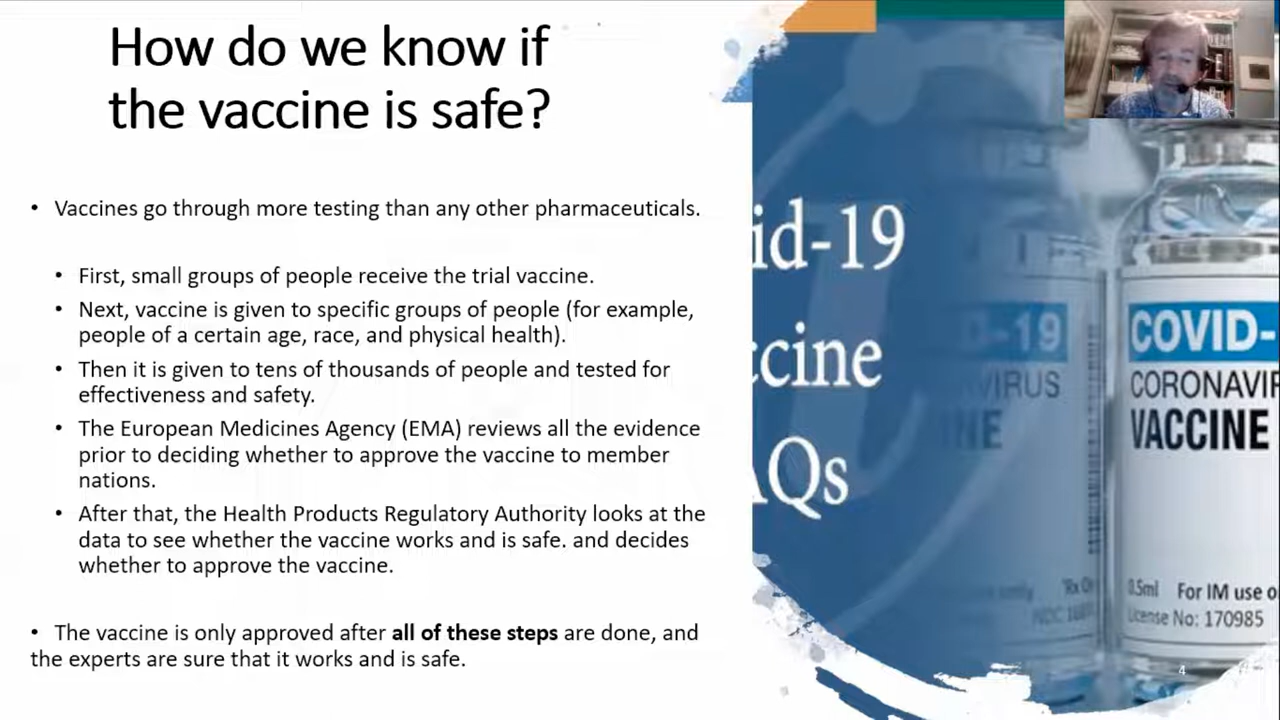 How do we know if
the vaccine is safe?
• Vaccines go through more testing than any other pharmaceuticals.
• First, small groups of people receive the trial vaccine.
• Next, vaccine is given to specific groups of people (for example,
people of a certain age, race, and physical health).
• Then it is given to tens of thousands of people and tested for
effectiveness and safety.
• The European Medicines Agency (EMA) reviews all the evidence
prior to deciding whether to approve the vaccine to member
nations.
• After that, the Health Products Regulatory Authority looks at the
data to see whether the vaccine works and is safe. and decides
whether to approve the vaccine.
• The vaccine is only approved after all of these steps are done, and
the experts are sure that it works and is safe.
id-19
ccine
AQs
D-19
VIRUS
INE
COVID-
CORONAVIR
VACCINE
0.5ml For IM use o
License No: 170985
4